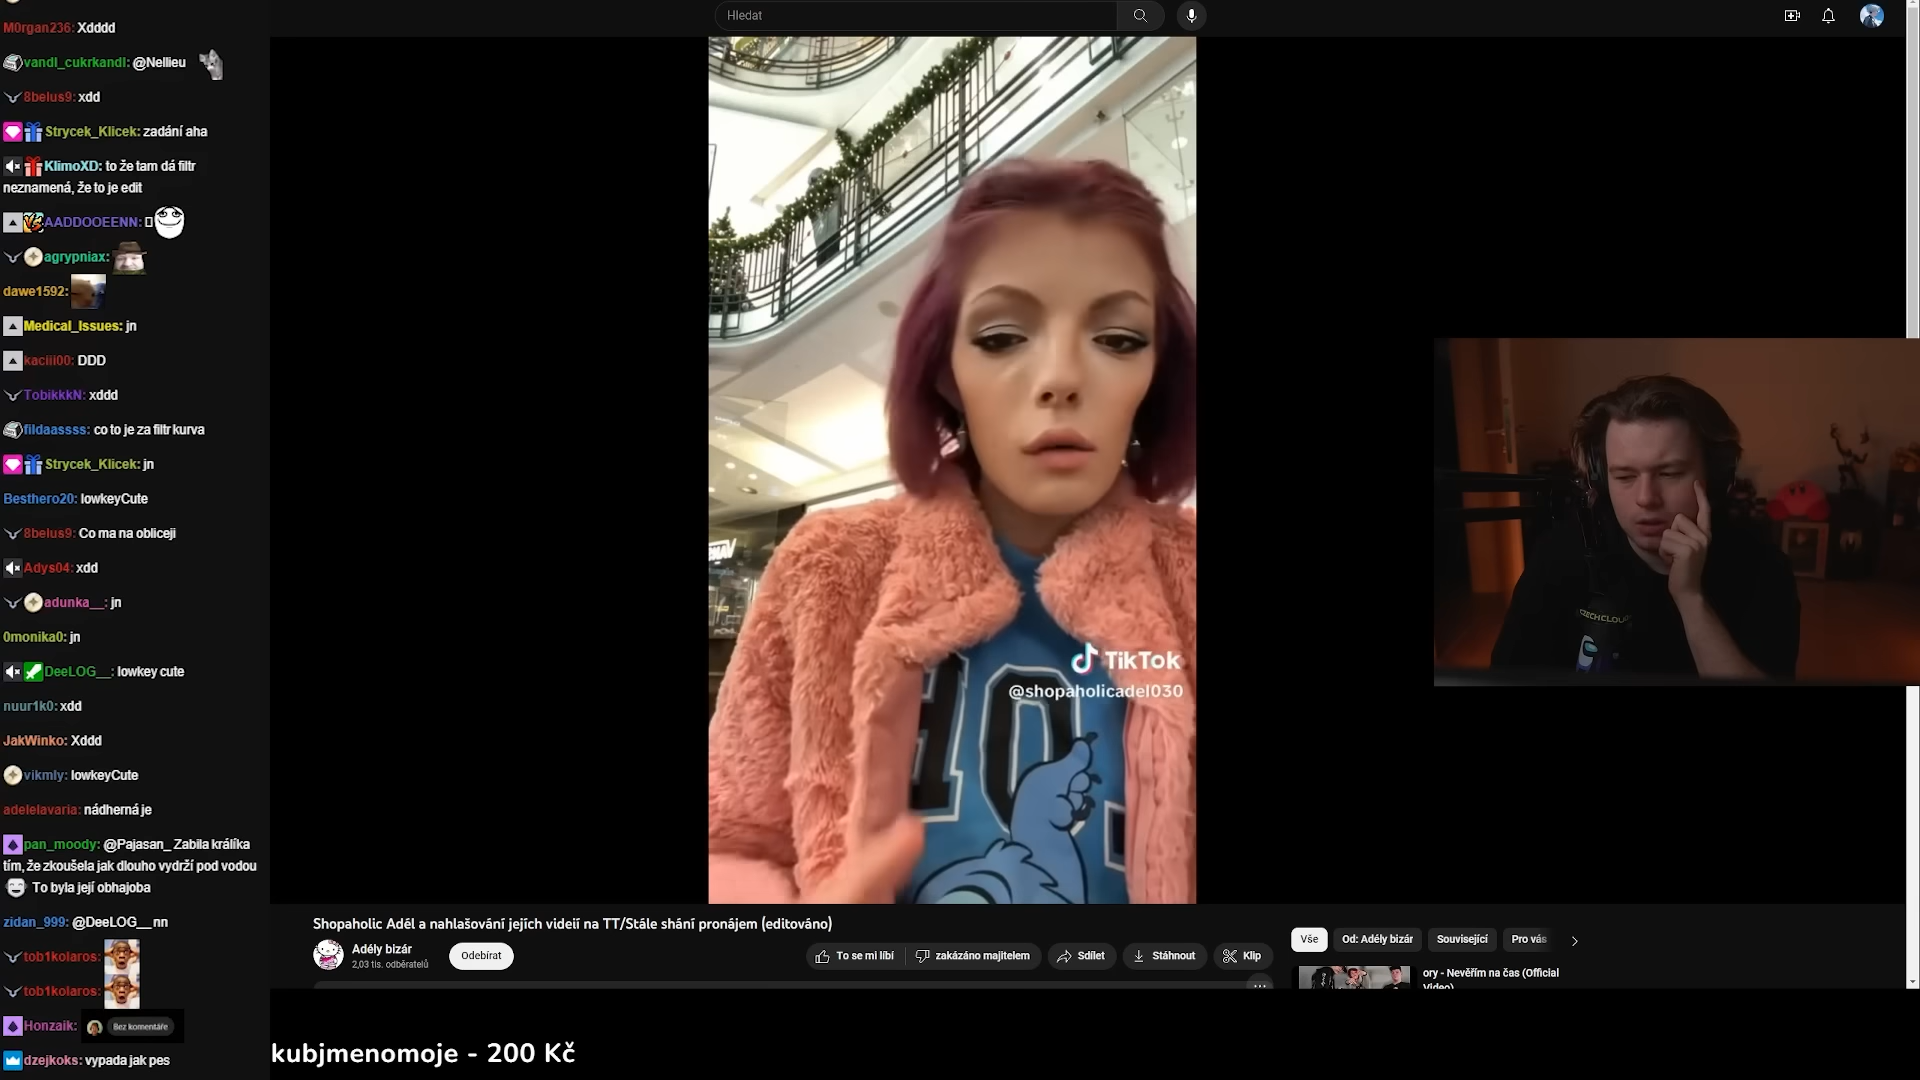 M0rgan236: Xdddd
vandl_cukrkandl: @Nellieu
8belus9: xdd
Strycek_Klicek: zadání aha
KlimoXD: to že tam dá filtr
neznamená, že to je edit
AADDOOEENN:
agrypniax:
dawe1592:
Medical_Issues: jn
kaciii00: DDD
TobikkkN: xddd
fildaassss: co to je za filtr kurva
Strycek_Klicek: jn
Besthero20: lowkeyCute
8belus9: Co ma na obliceji
Adys04: xdd
adunka__: jn
0monika0: jn
DeeLOG__: lowkey cute
nuur1k0: xdd
JakWinko: Xddd
vikmly: lowkeyCute
adelelavaria: nádherná je
pan_moody: @Pajasan_ Zabila králíka
tím, že zkoušela jak dlouho vydrží pod vodou
To byla její obhajoba
zidan_999: @DeeLOG__ nn
tob1kolaros:
tob1kolaros:
Honzaik: Bez komentáře
dzejkoks: vypada jak pes
Hledat
TikTok
@shopaholicadel030
CZECHCLOUD
Shopaholic Adél a nahlašování jejích videií na TT/Stále shání pronájem (editováno)
Adély bizár
2,03 tis. odběratelů
Odebírat
To se mi líbí
zakázáno majitelem
Sdílet
Stáhnout
Klip
Vše
Od: Adély bizár
Související
Pro vás
ory - Nevěřím na čas (Official
Video)
kubjmenomoje - 200 Kč